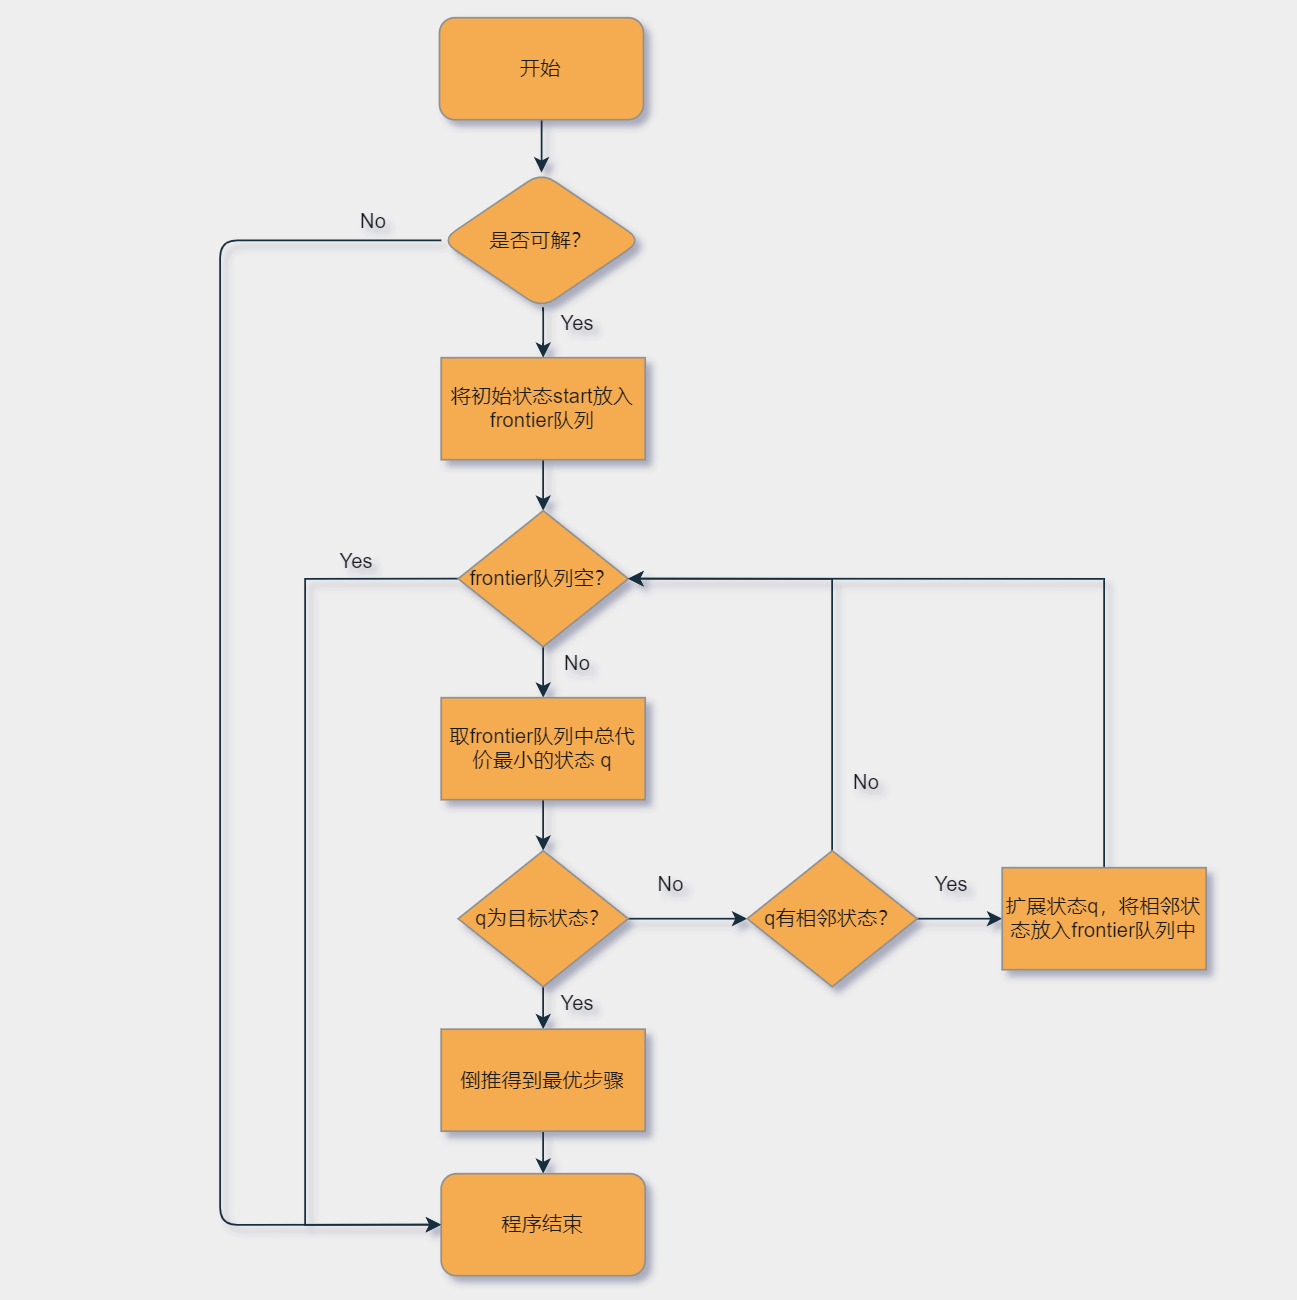 开始
No
是否可解?
Yes
将初始状态start放入
frontier队列
Yes
frontier队列空?
No
取frontier队列中总代
价最小的状态 q
No
q为目标状态?
No
q有相邻状态?
Yes
扩展状态q，将相邻状
态放入frontier队列中
Yes
倒推得到最优步骤
程序结束